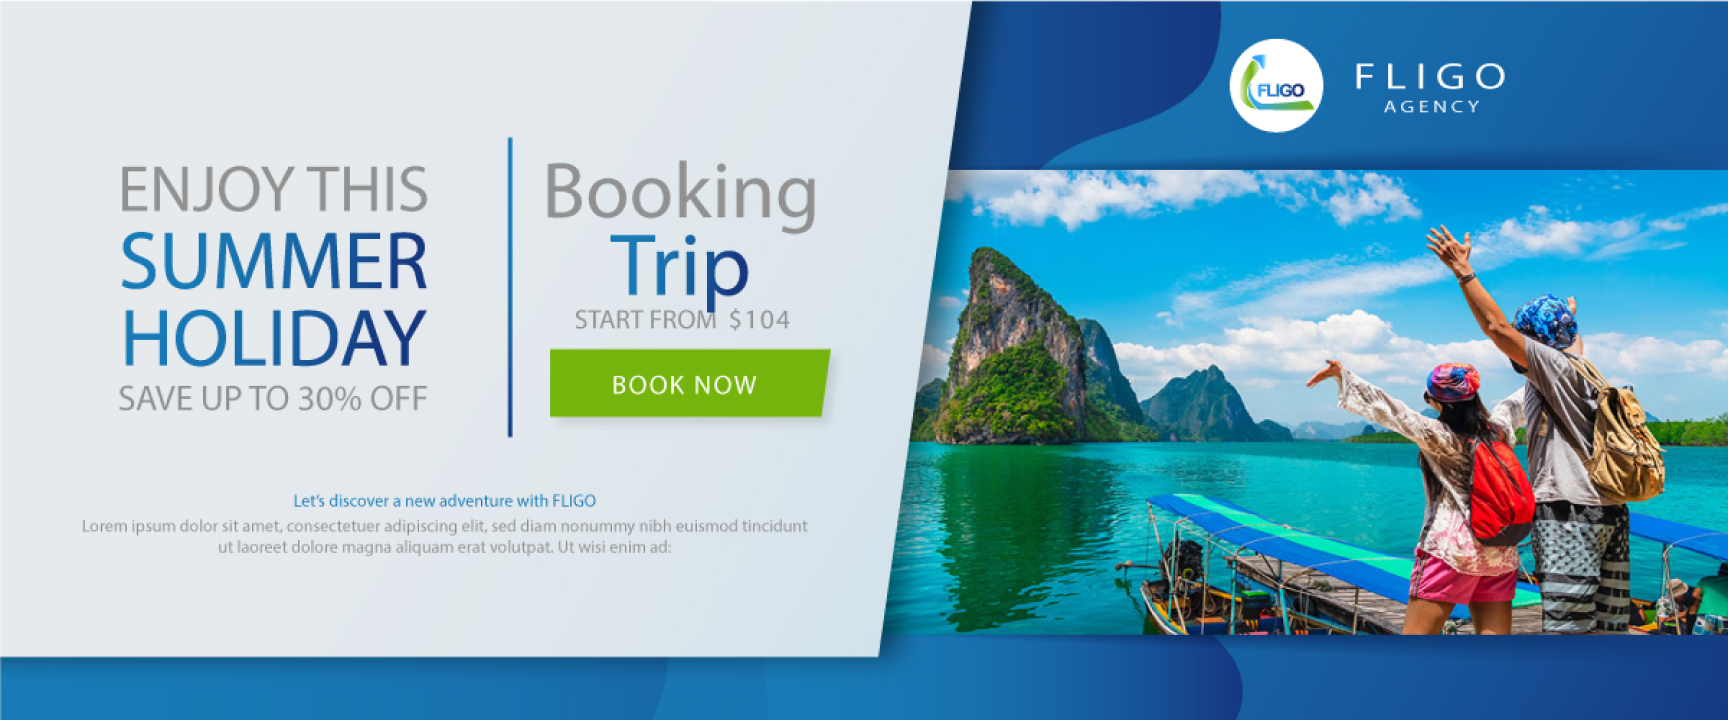 ENJOY THIS
SUMMER
HOLIDAY
SAVE UP TO 30% OFF
Booking
Trip
START FROM $104
BOOK NOW
Let's discover a new adventure with FLIGO
Lorem ipsum dolor sit amet, consectetuer adipiscing elit, sed diam nonummy nibh euismod tincidunt
ut laoreet dolore magna aliquam erat volutpat. Ut wisi enim ad:
FLIGO
FLIGO
AGENCY